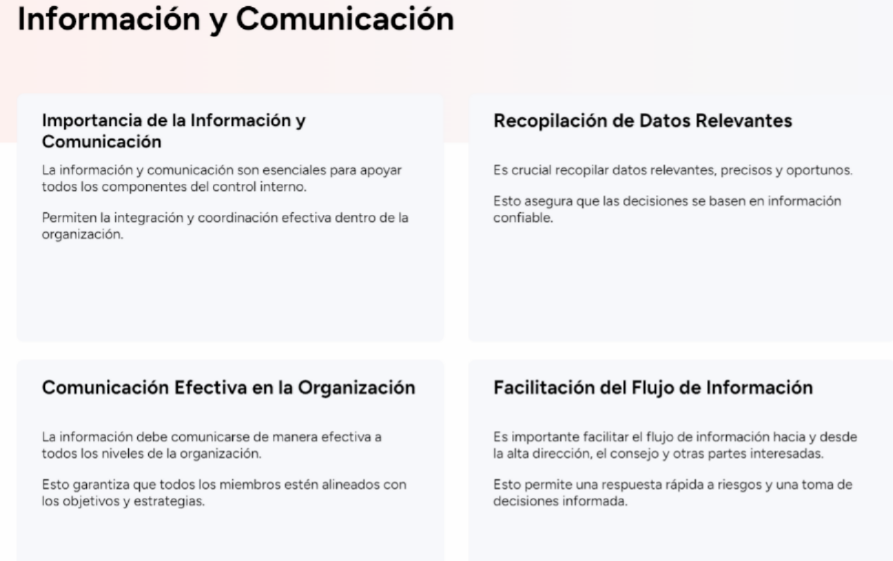 Información y Comunicación
Importancia de la Información y
Comunicación
La información y comunicación son esenciales para apoyar
todos los componentes del control interno.
Permiten la integración y coordinación efectiva dentro de la
organización.
Recopilación de Datos Relevantes
Es crucial recopilar datos relevantes, precisos y oportunos.
Esto asegura que las decisiones se basen en información
confiable.
Comunicación Efectiva en la Organización
La información debe comunicarse de manera efectiva a
todos los niveles de la organización.
Esto garantiza que todos los miembros estén alineados con
los objetivos y estrategias.
Facilitación del Flujo de Información
Es importante facilitar el flujo de información hacia y desde
la alta dirección, el consejo y otras partes interesadas.
Esto permite una respuesta rápida a riesgos y una toma de
decisiones informada.